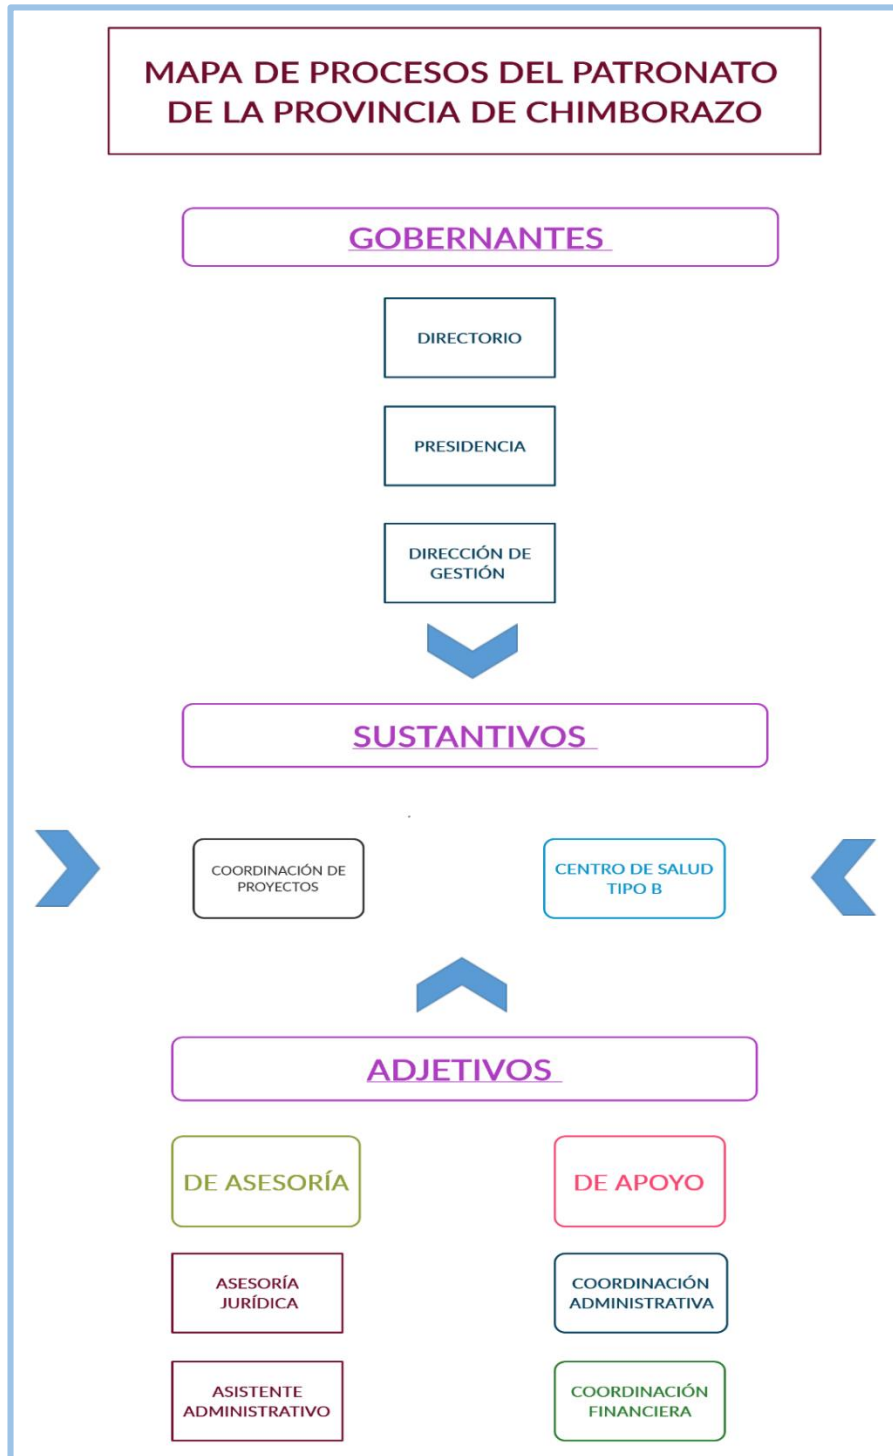 MAPA DE PROCESOS DEL PATRONATO
DE LA PROVINCIA DE CHIMBORAZO
GOBERNANTES
DIRECTORIO
PRESIDENCIA
DIRECCIÓN DE
GESTIÓN
SUSTANTIVOS
COORDINACIÓN DE
PROYECTOS
CENTRO DE SALUD
TIPO B
ADJETIVOS
DE ASESORÍA
DE APOYO
ASESORÍA
JURÍDICA
COORDINACIÓN
ADMINISTRATIVA
ASISTENTE
ADMINISTRATIVO
COORDINACIÓN
FINANCIERA